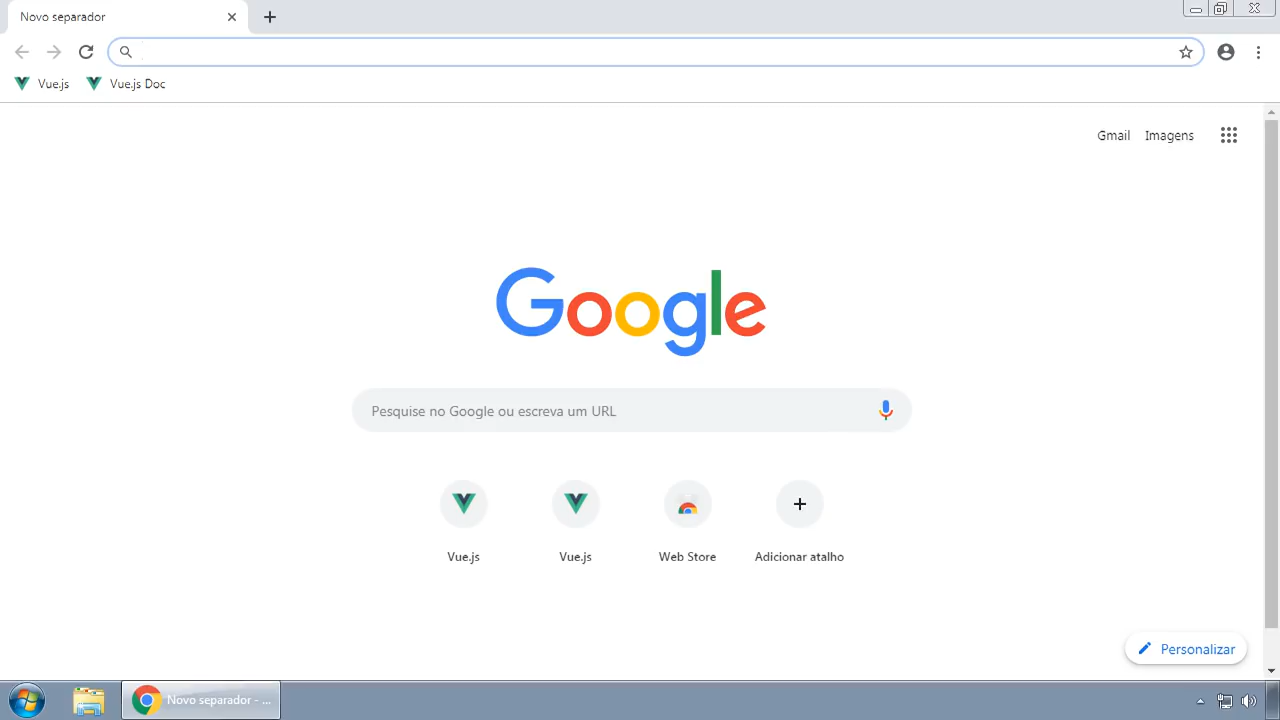 Novo separador
Vue.js
Vue.js Doc
Gmail
Imagens
Google
Pesquise no Google ou escreva um URL
Vue.js
Vue.js
Web Store
Adicionar atalho
Personalizar
Novo separador - ...